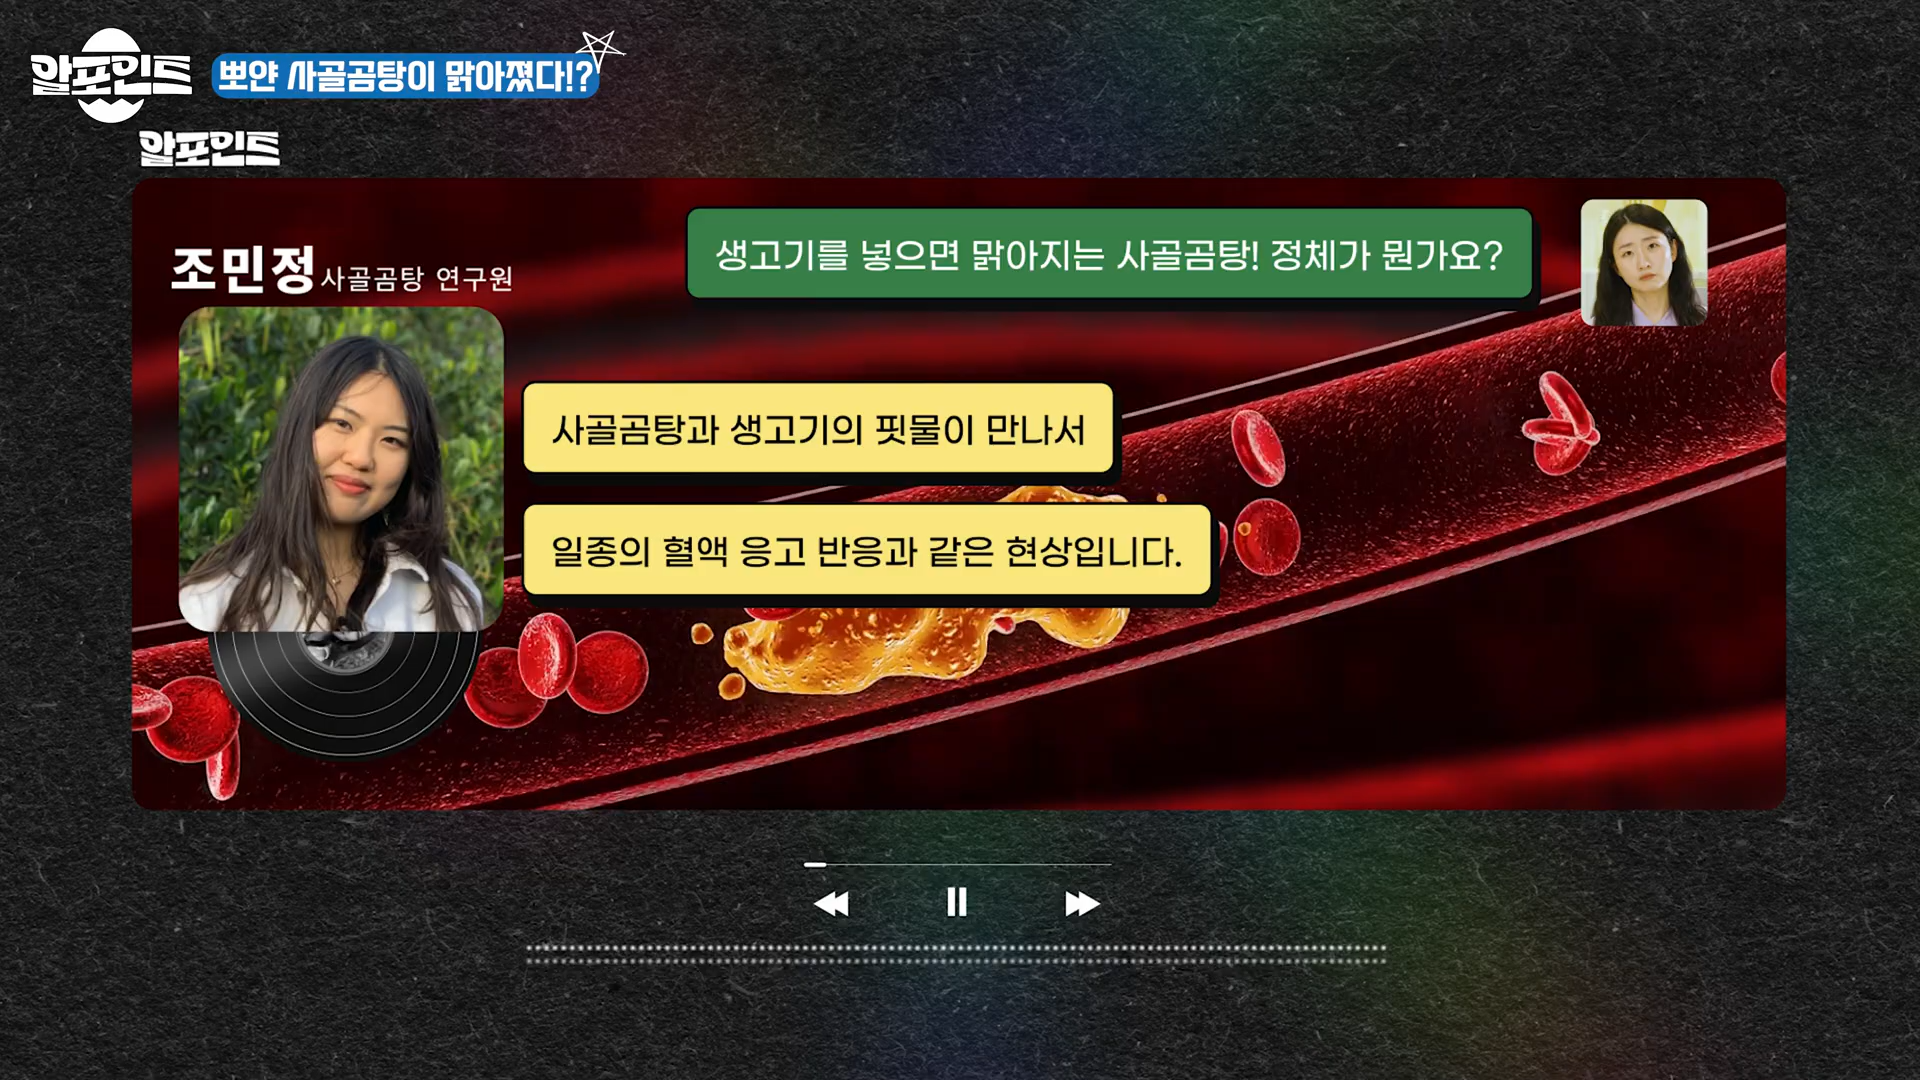 알포인트
뽀얀 사골곰탕이 맑아졌다!?
알포인트
조민정 사골곰탕 연구원
생고기를 넣으면 맑아지는 사골곰탕! 정체가 뭔가요?
사골곰탕과 생고기의 핏물이 만나서
일종의 혈액 응고 반응과 같은 현상입니다.